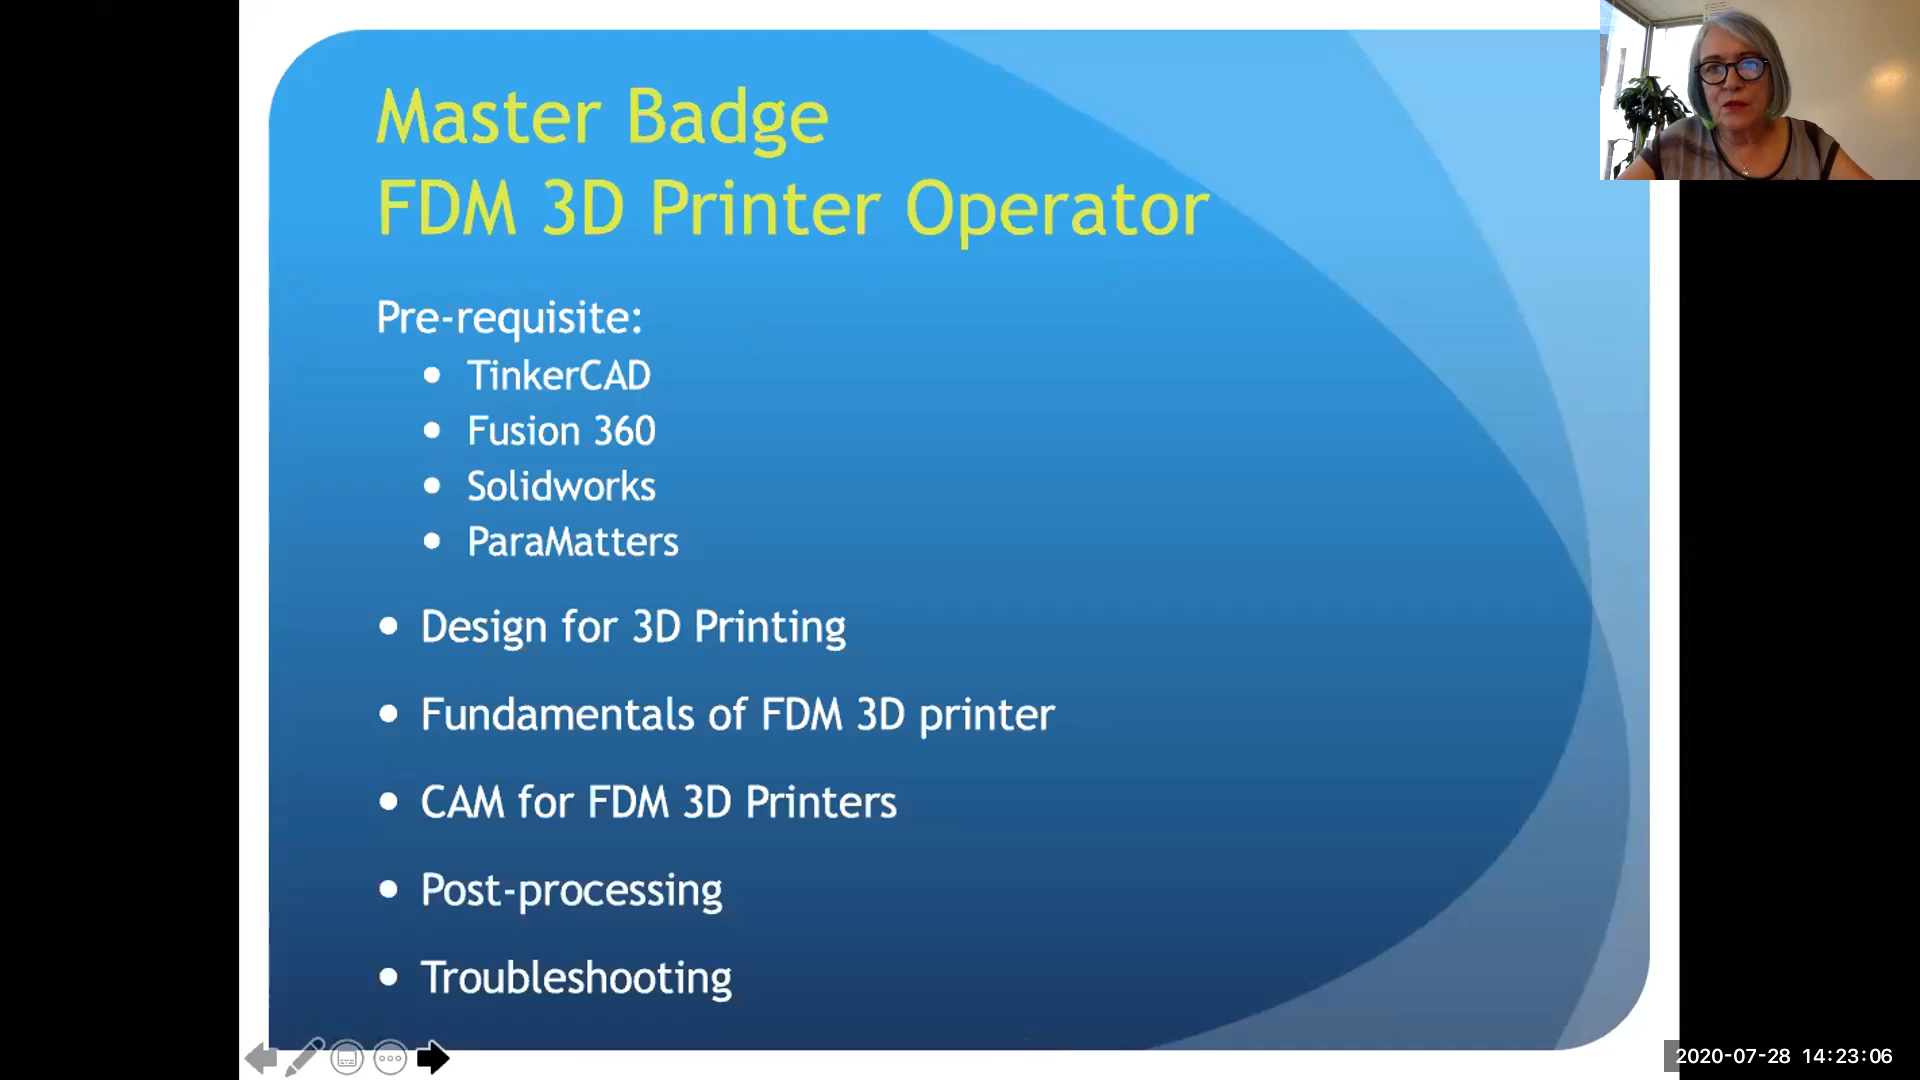 Master Badge
FDM 3D Printer Operator
Pre-requisite:
• TinkerCAD
• Fusion 360
• Solidworks
• ParaMatters
• Design for 3D Printing
• Fundamentals of FDM 3D printer
• CAM for FDM 3D Printers
• Post-processing
• Troubleshooting
2020-07-28 14:23:06